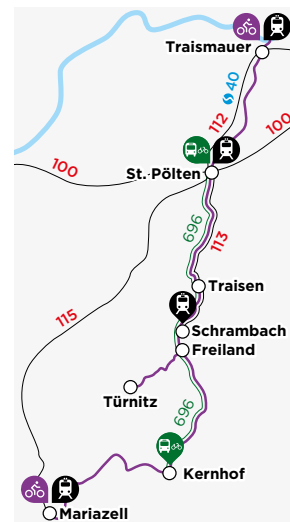 Traismauer
40
112
100
100
St. Pölten
696
113
Traisen
115
Schrambach
Freiland
Türnitz
696
Kernhof
Mariazell